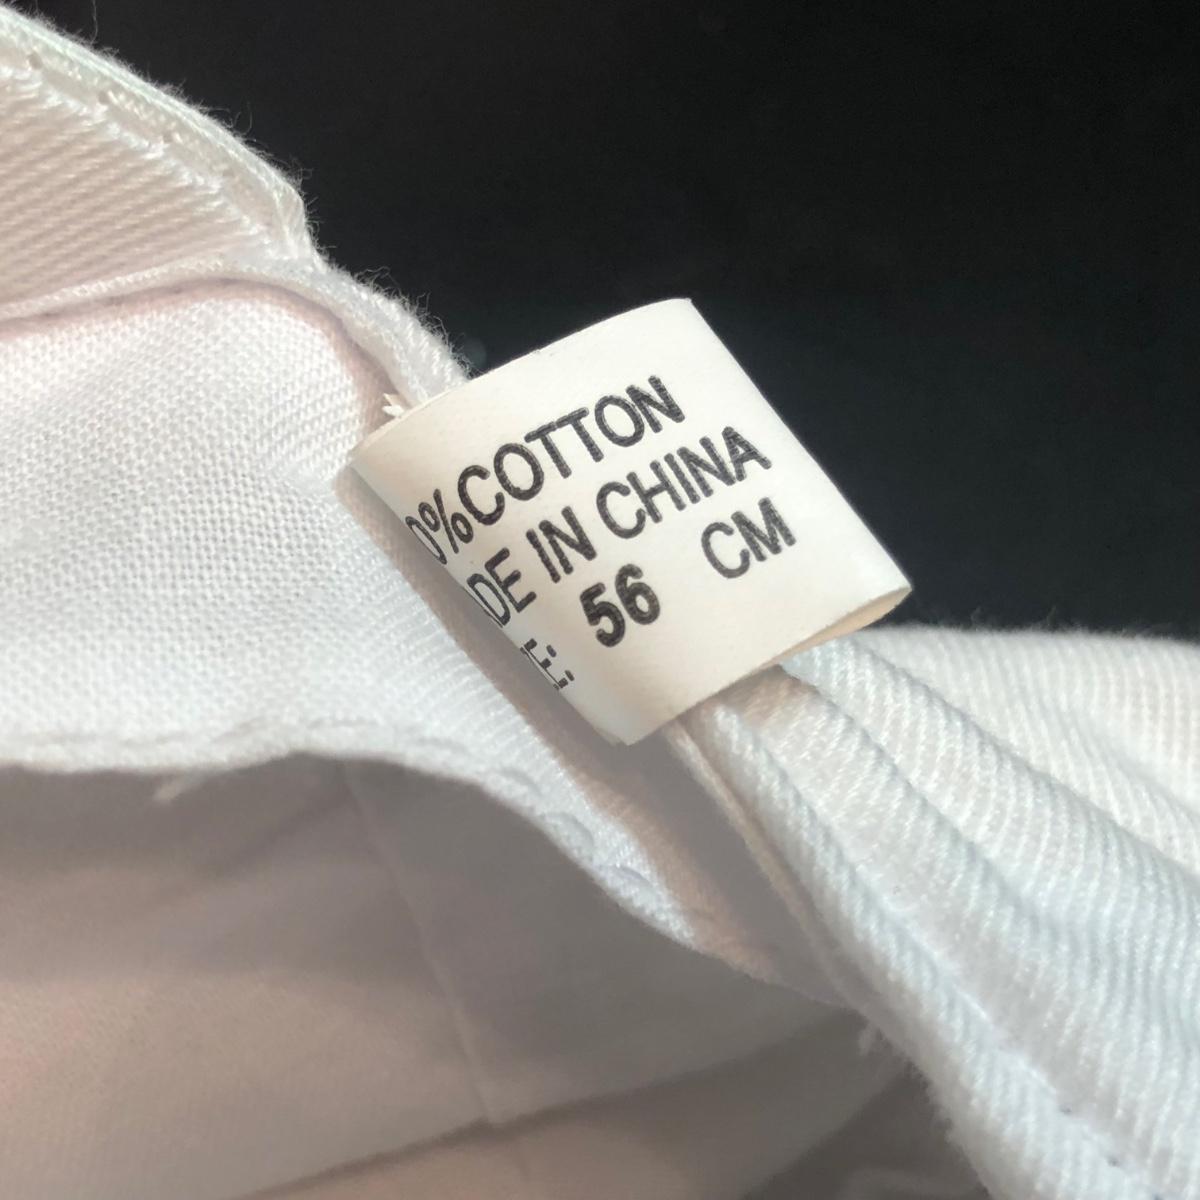 0%COTTON
DE IN CHINA
E: 56 CM